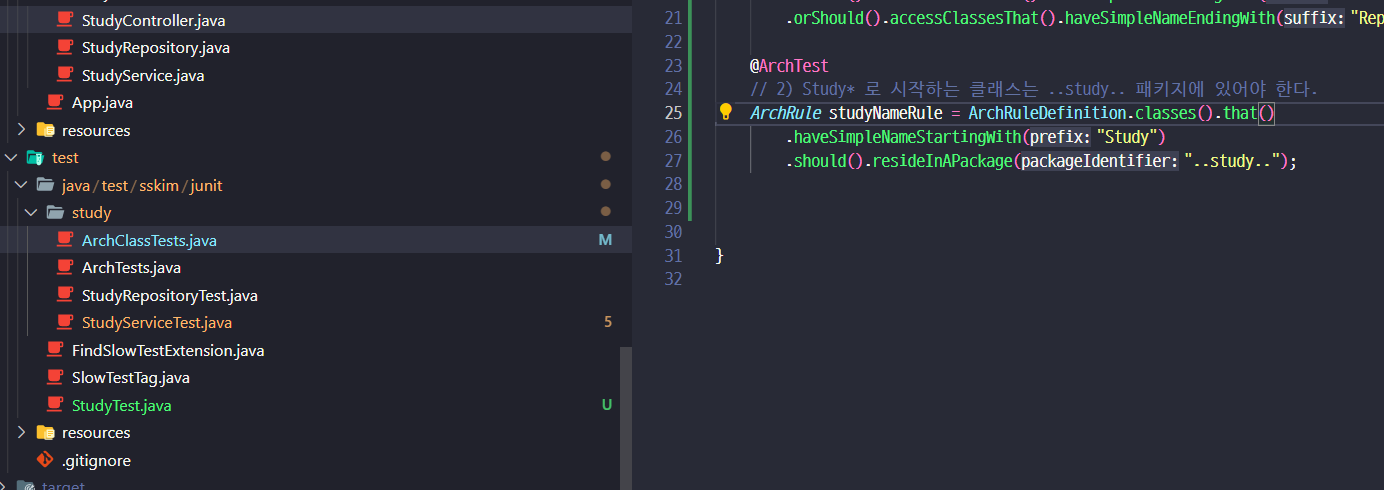 StudyController.java
StudyRepository.java
StudyService.java
App.java
resources
test
java/test/sskim/junit
study
ArchClassTests.java M
ArchTests.java
StudyRepositoryTest.java
StudyServiceTest.java 5
FindSlowTestExtension.java
SlowTestTag.java
StudyTest.java U
resources
.gitignore
target
21 .orShould().accessClassesThat().haveSimpleNameEndingWith(suffix: "Rep
22
23 @ArchTest
24 // 2) Study* 로 시작하는 클래스는 ..study.. 패키지에 있어야 한다.
25 ArchRule studyNameRule = ArchRuleDefinition.classes().that()
26 .haveSimpleNameStartingWith(prefix: "Study")
27 .should().resideInAPackage(packageIdentifier: "..study..");
28
29
30
31 }
32